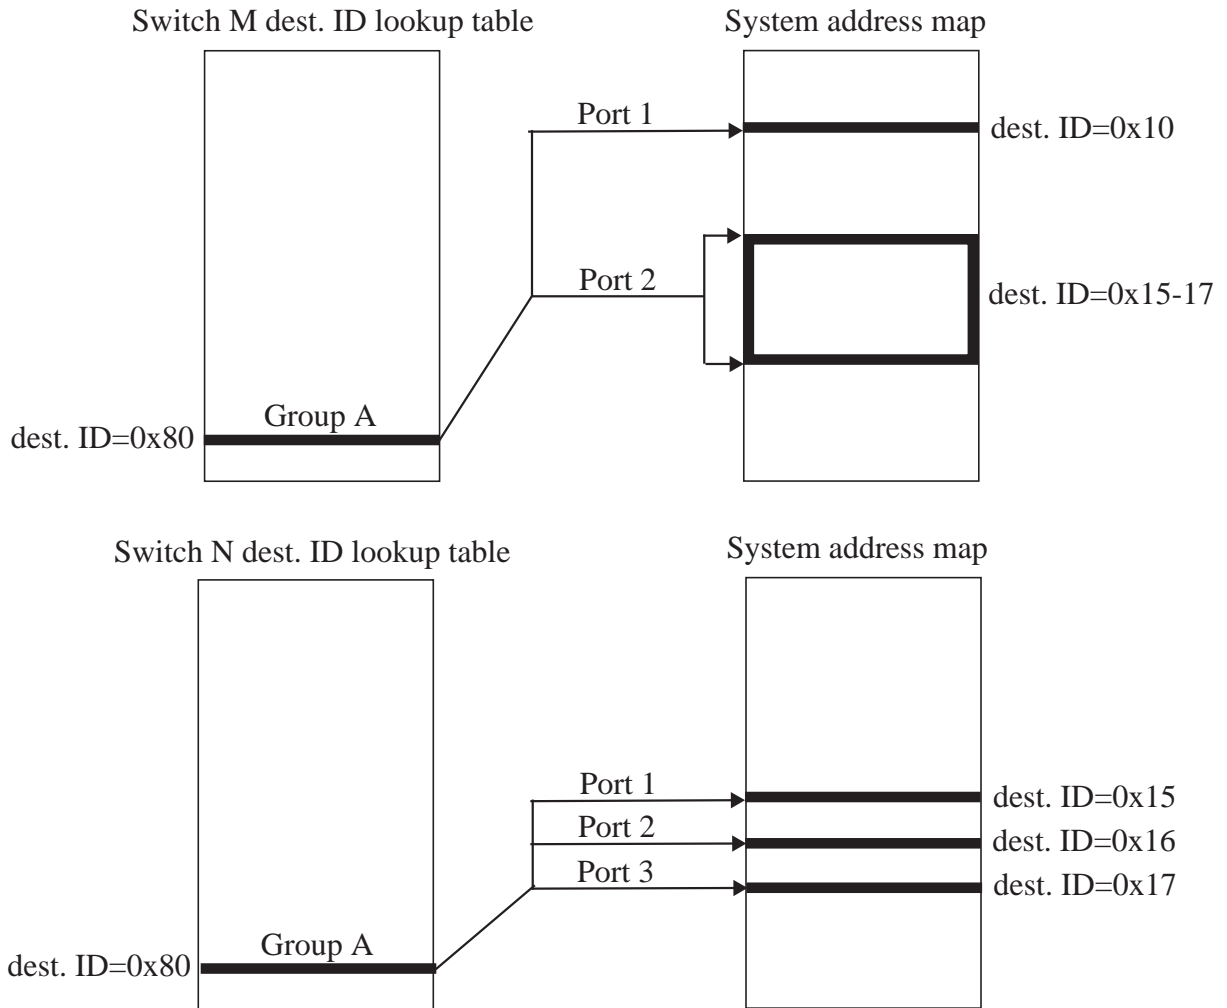 Switch M dest. ID lookup table
System address map
Port 1
dest. ID=0x10
Port 2
dest. ID=0x15-17
Group A
dest. ID=0x80
Switch N dest. ID lookup table
System address map
Port 1
dest. ID=0x15
Port 2
dest. ID=0x16
Port 3
dest. ID=0x17
Group A
dest. ID=0x80